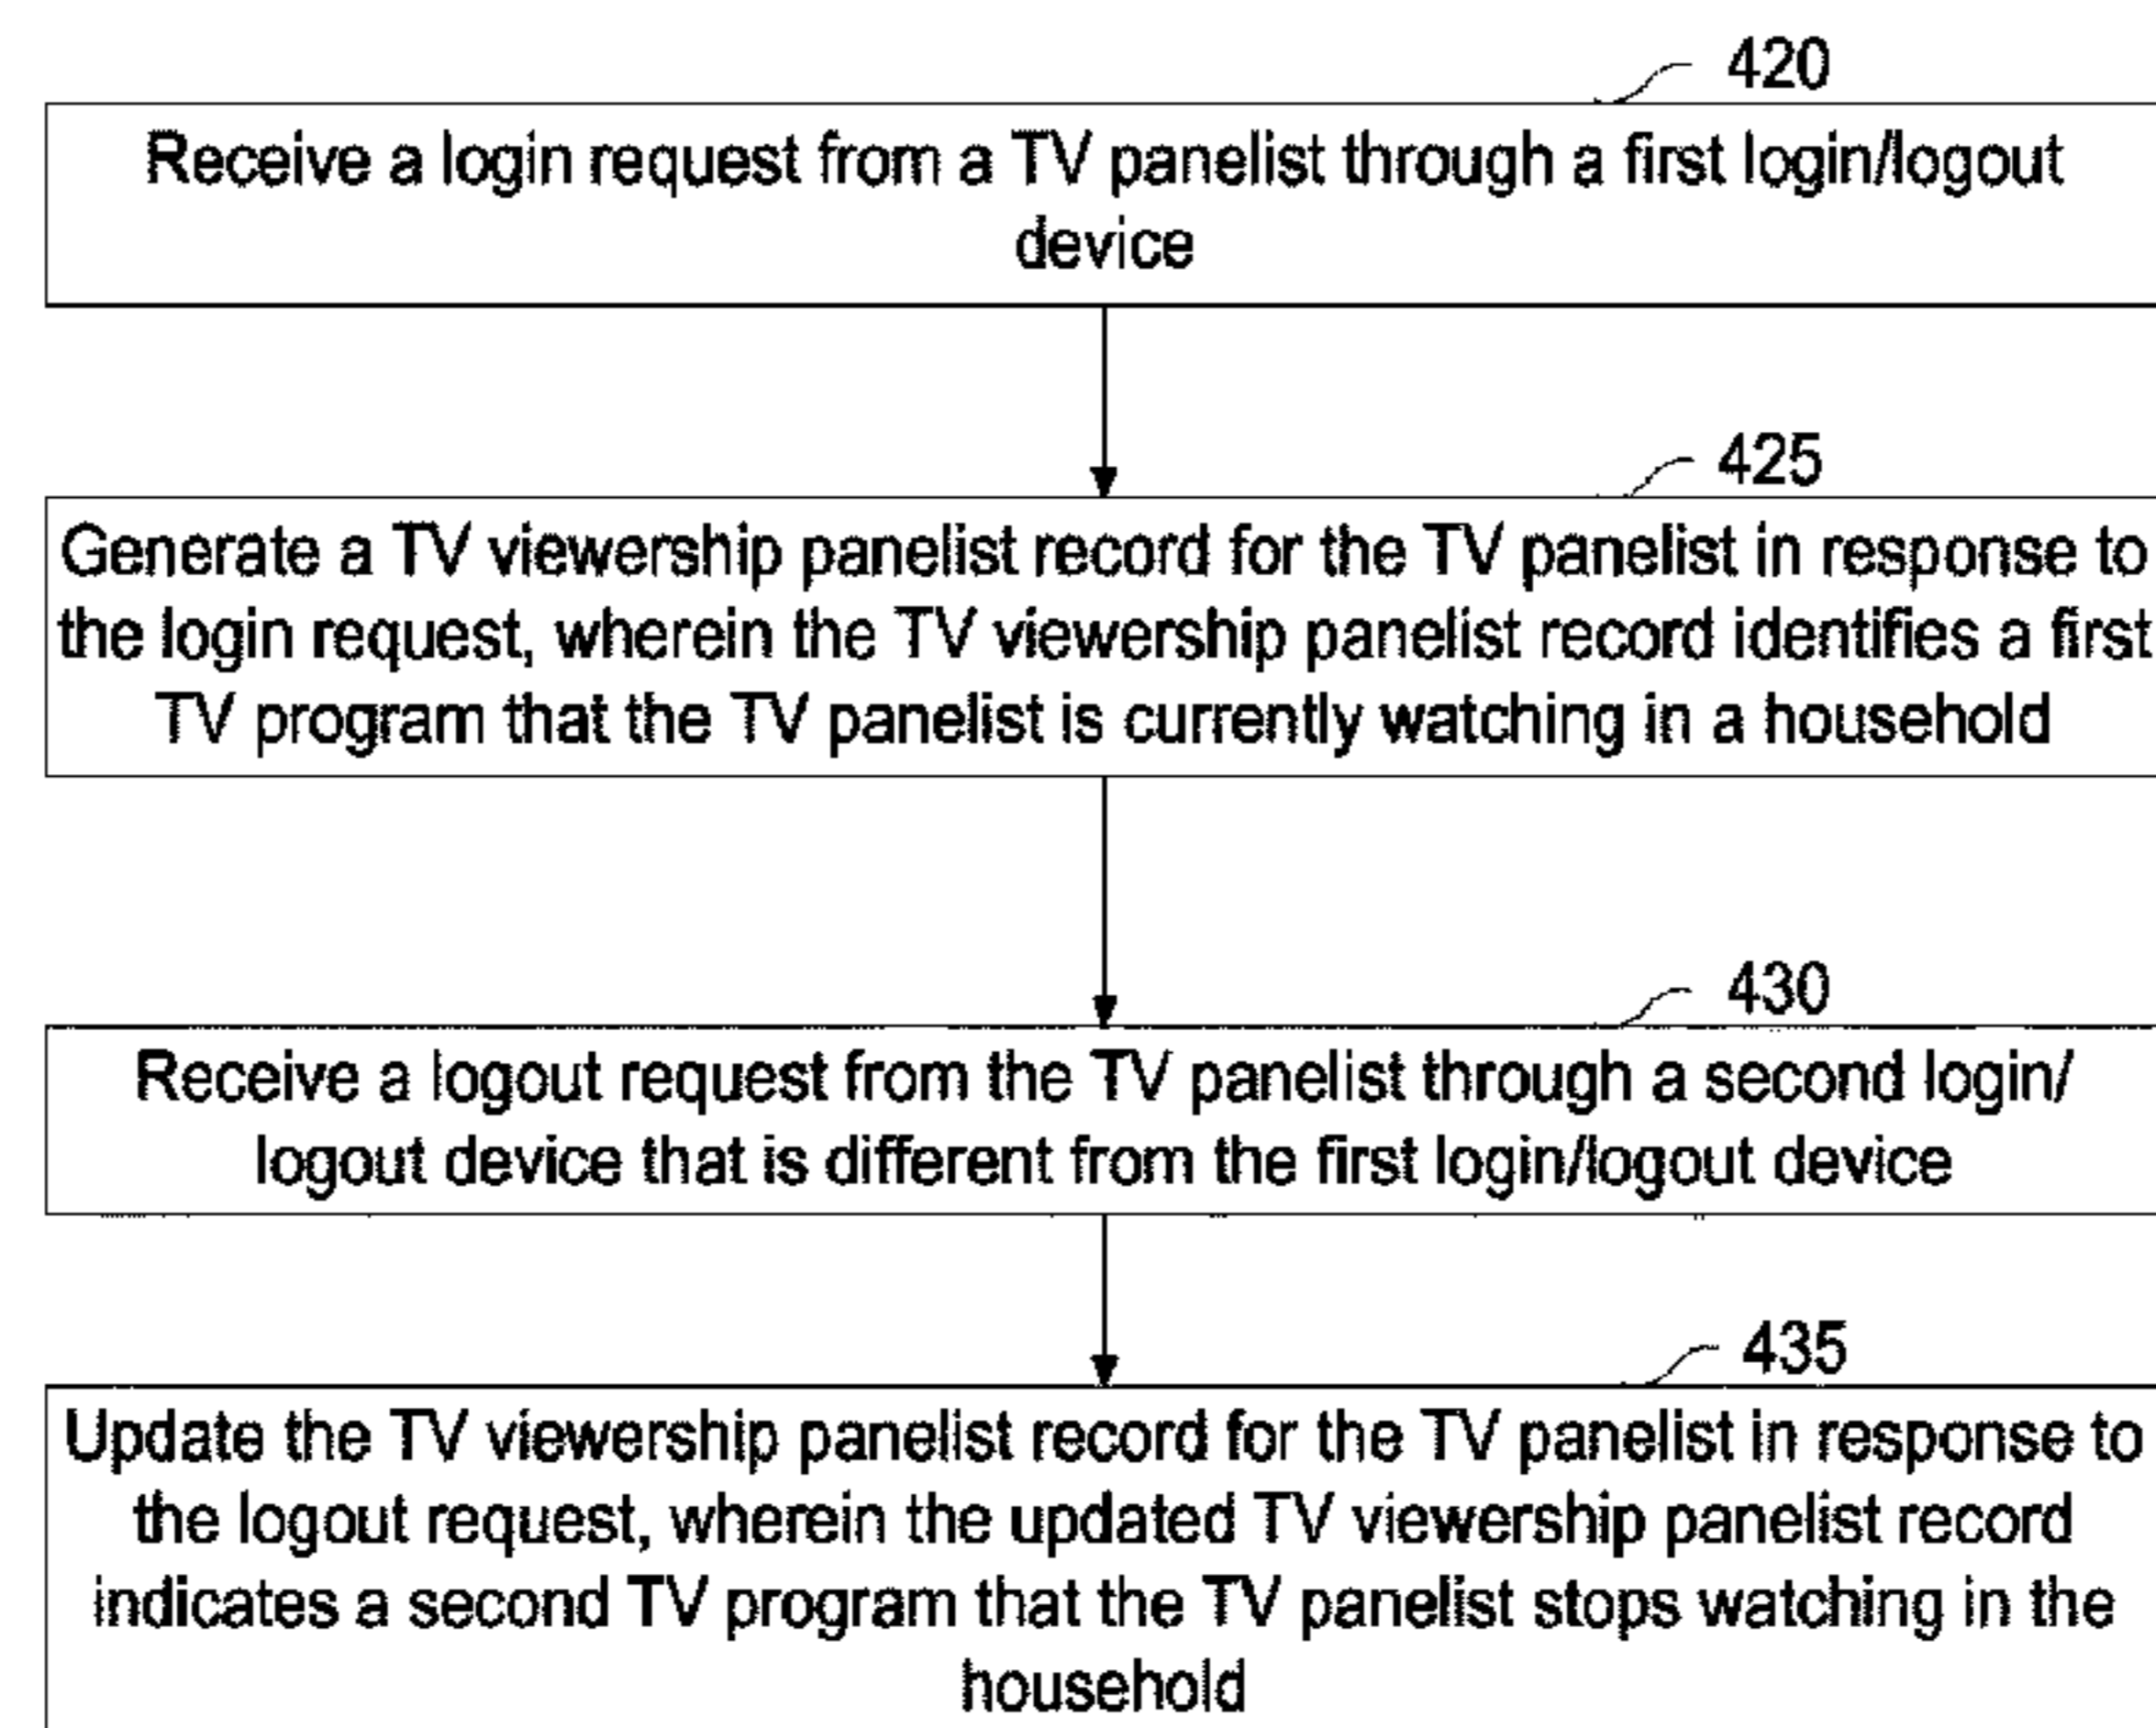 420
Receive a login request from a TV panelist through a first login/logout
device
425
Generate a TV viewership panelist record for the TV panelist in response to
the login request, wherein the TV viewership panelist record identifies a first
TV program that the TV panelist is currently watching in a household
430
Receive a logout request from the TV panelist through a second login/
logout device that is different from the first login/logout device
435
Update the TV viewership panelist record for the TV panelist in response to
the logout request, wherein the updated TV viewership panelist record
indicates a second TV program that the TV panelist stops watching in the
household